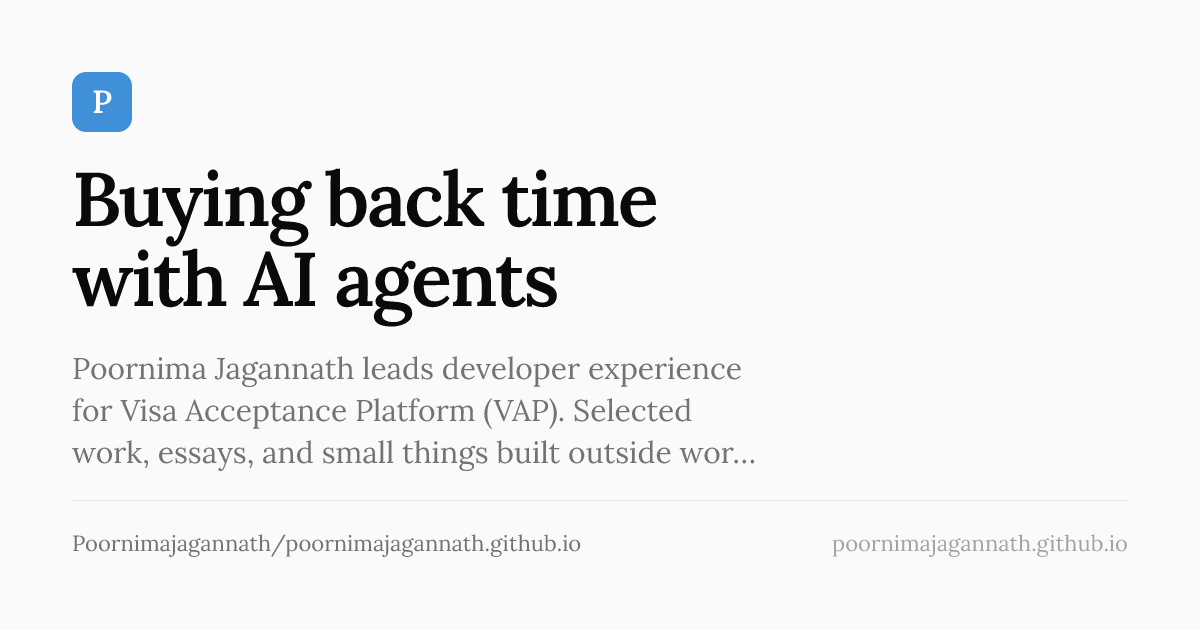 P
Buying back time
with AI agents
Poornima Jagannath leads developer experience
for Visa Acceptance Platform (VAP). Selected
work, essays, and small things built outside wor...
Poornimajagannath/poornimajagannath.github.io
poornimajagannath.github.io